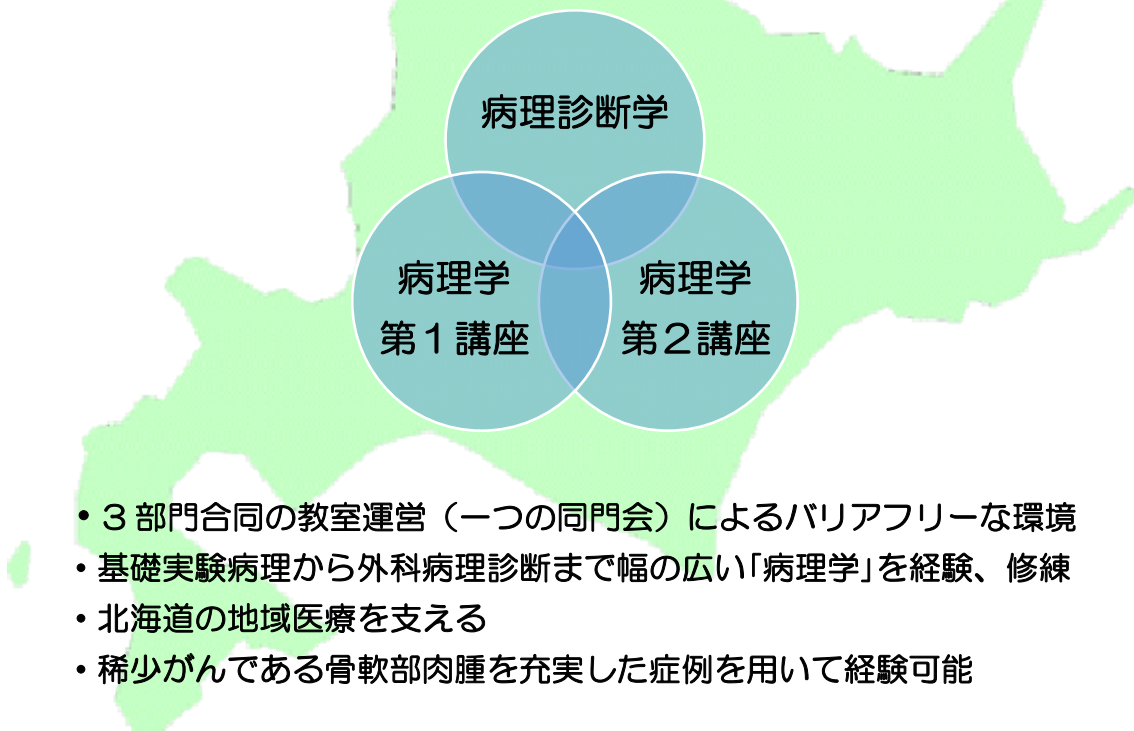 病理診断学
病理学
第１講座
病理学
第２講座
・３部門合同の教室運営（一つの同門会）によるバリアフリーな環境
・基礎実験病理から外科病理診断まで幅の広い｢病理学｣を経験、修練
・北海道の地域医療を支える
・稀少がんである骨軟部肉腫を充実した症例を用いて経験可能